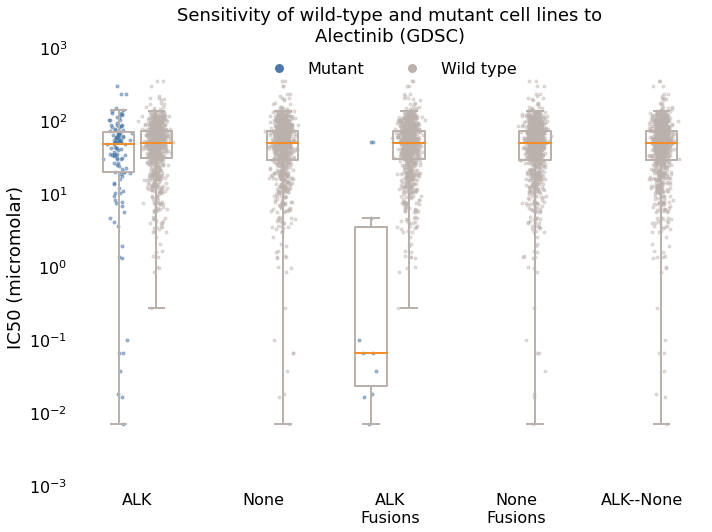 Sensitivity of wild-type and mutant cell lines to
Alectinib (GDSC)
Mutant
Wild type
IC50 (micromolar)
10³
10²
10¹
10⁰
10⁻¹
10⁻²
10⁻³
ALK
None
ALK
Fusions
None
Fusions
ALK--None